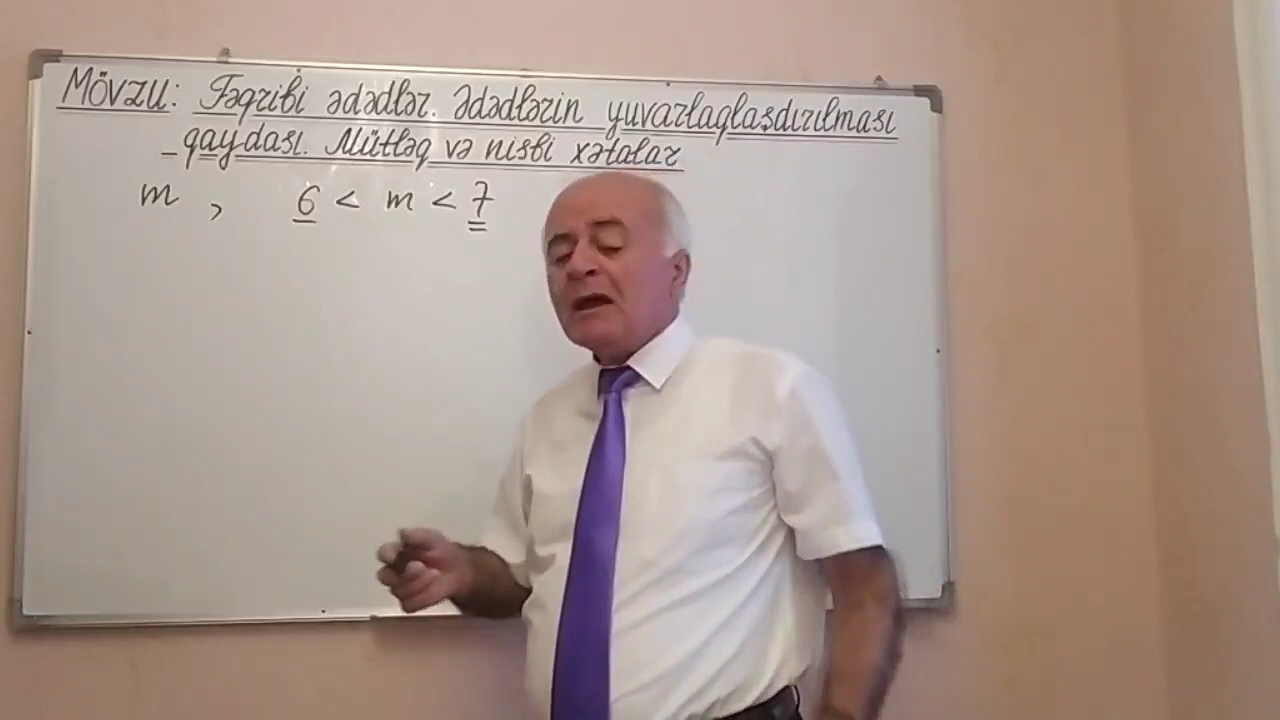 Mövzu: Təqribi ədədlər. Ədədlərin yuvarlaqlaşdırılması
qaydası. Mütləq və nisbi xətalar
m , 6 < m < 7